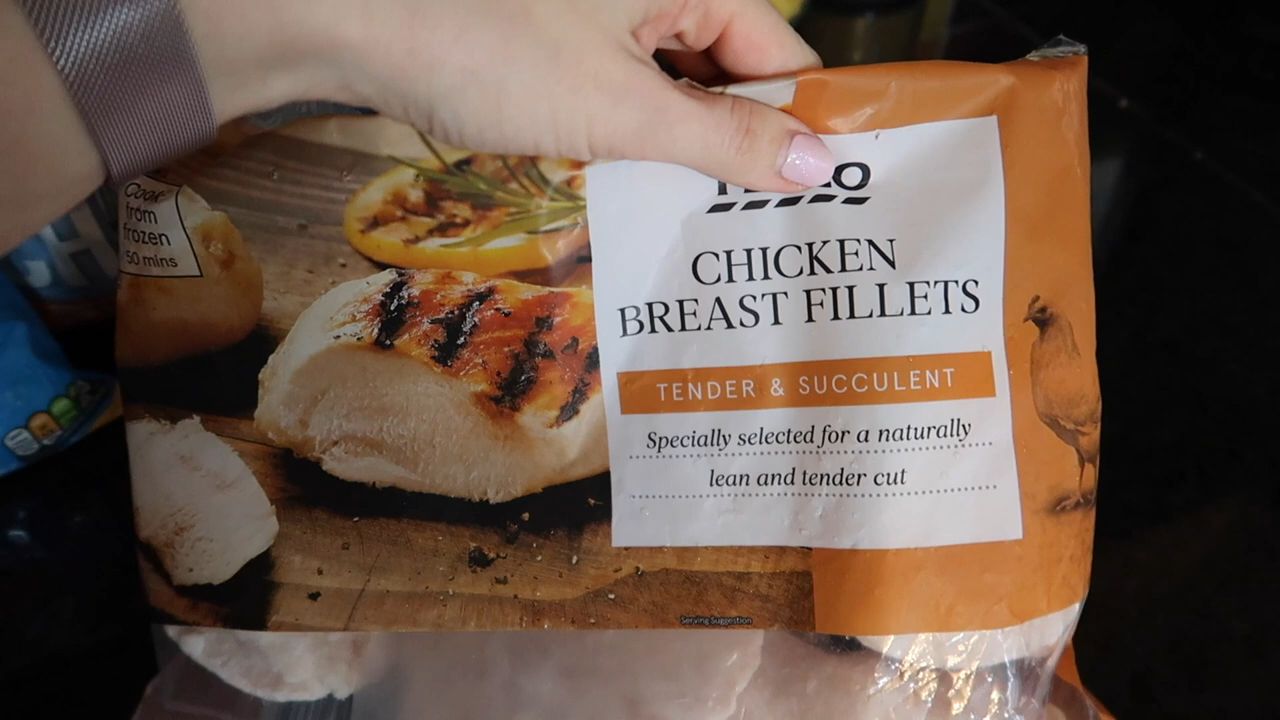 Cook
from
frozen
50 mins
CHICKEN
BREAST FILLETS
TENDER & SUCCULENT
Specially selected for a naturally
lean and tender cut
Serving Suggestion